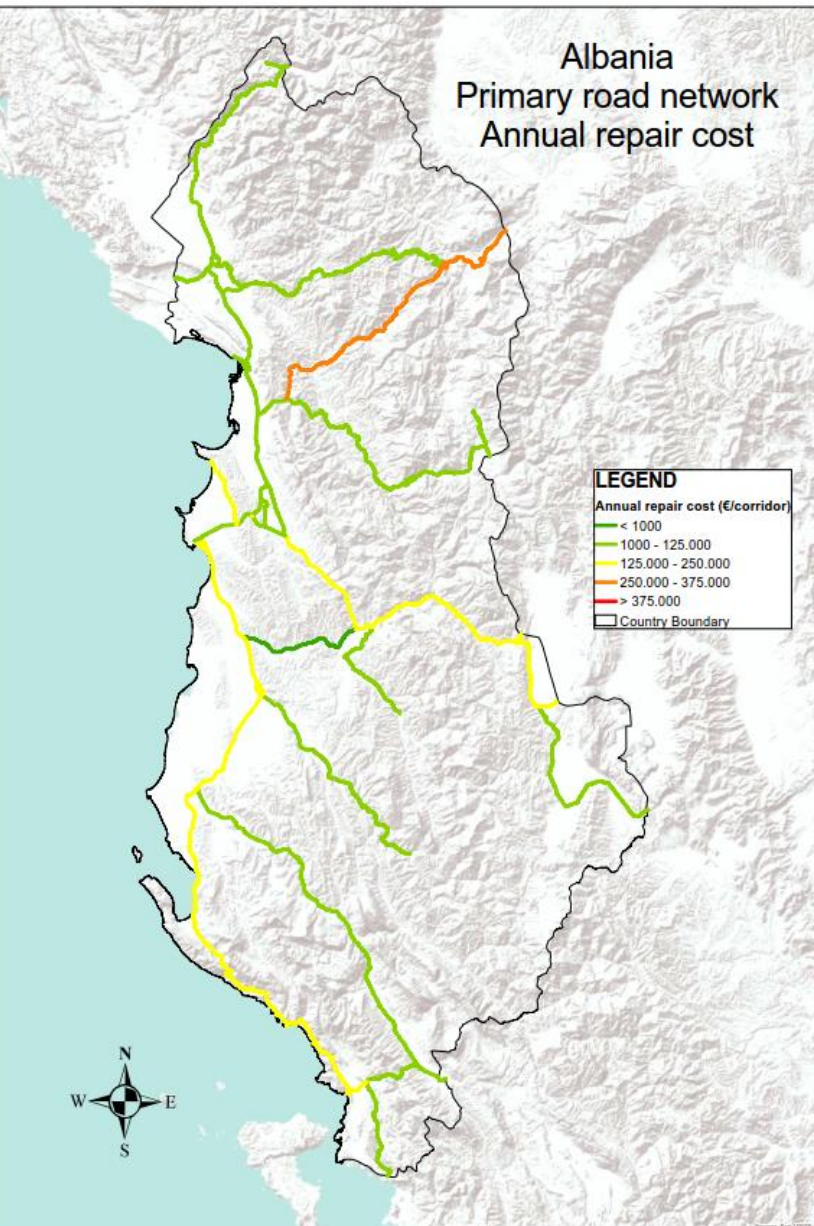 Albania
Primary road network
Annual repair cost
LEGEND
Annual repair cost (€/corridor)
< 1000
1000 - 125.000
125.000 - 250.000
250.000 - 375.000
> 375.000
Country Boundary
N
W E
S